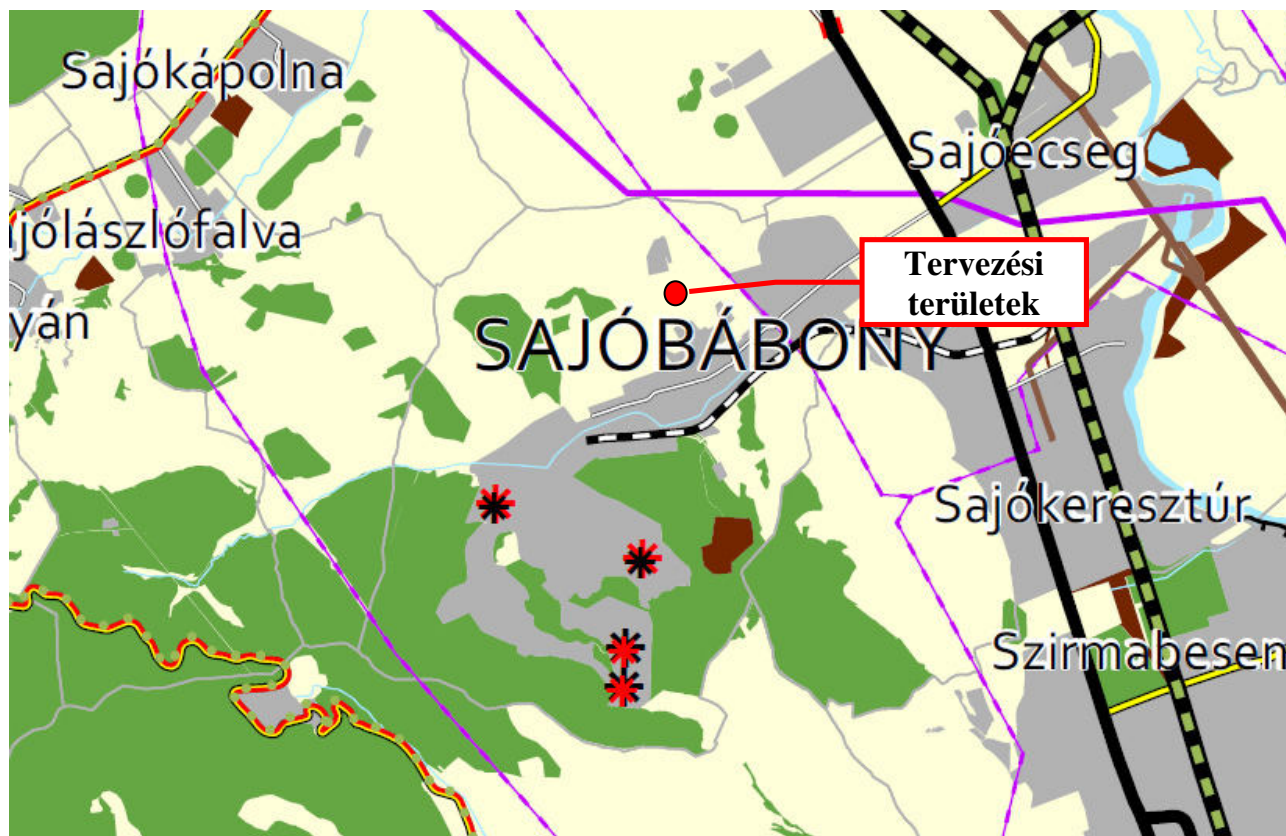 Sajókápolna
Sajóecseg
jólászlófalva
Tervezési
területek
yán
SAJÓBÁBONY
Sajókeresztúr
Szirmabesen